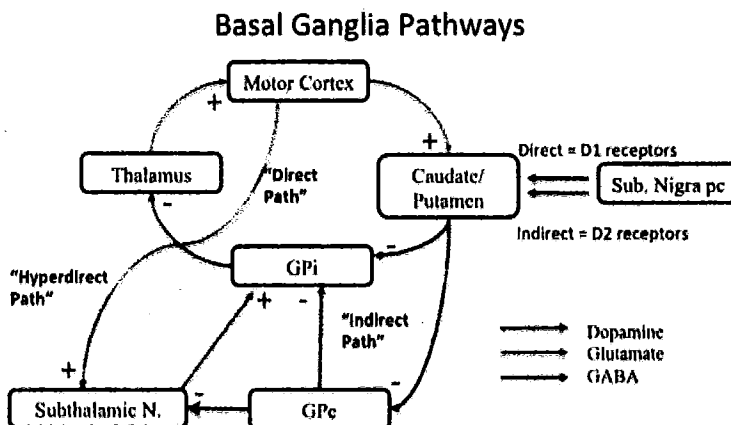 Basal Ganglia Pathways
Motor Cortex
+
+
Thalamus
"Direct
Path"
Direct = D1 receptors
Caudate/
Putamen
Sub. Nigra pc
Indirect = D2 receptors
-
-
GPi
"Hyperdirect
Path"
+
-
"Indirect
Path"
Dopamine
Glutamate
GABA
+
-
-
Subthalamic N.
GPe